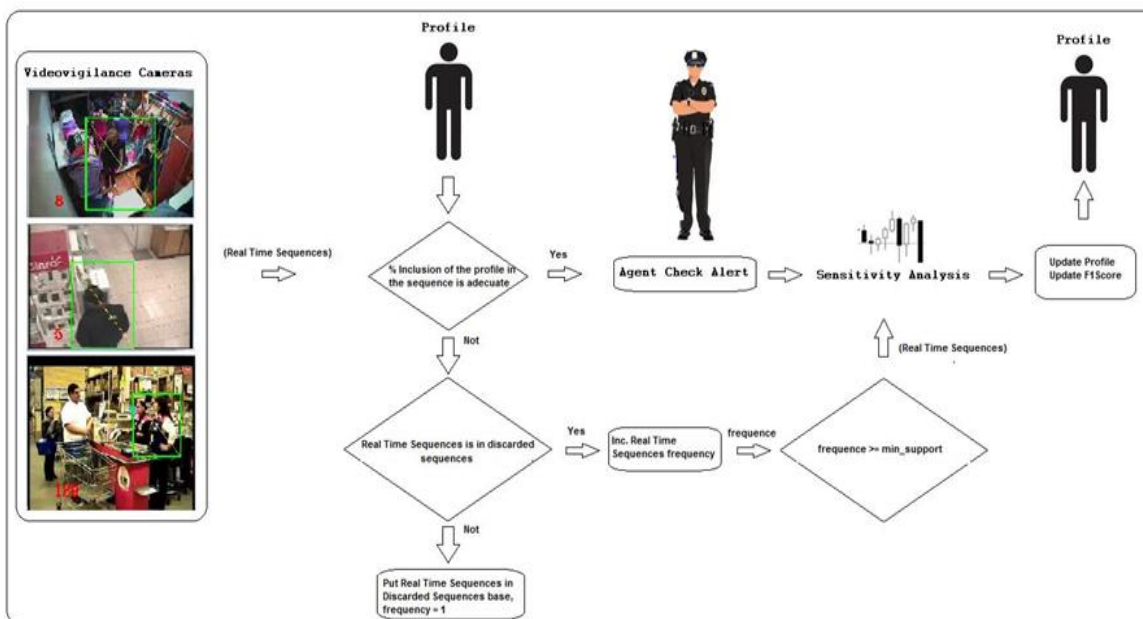 Profile
Profile
Videovigilance Cameras
8
(Real Time Sequences)
% Inclusion of the profile in
the sequence is adequate
Yes
Agent Check Alert
Sensitivity Analysis
Update Profile
Update F1Score
Not
(Real Time Sequences)
Real Time Sequences is in discarded
sequences
Yes
Inc. Real Time
Sequences frequency
frequence
frequence >= min_support
Not
Put Real Time Sequences in
Discarded Sequences base,
frequency = 1